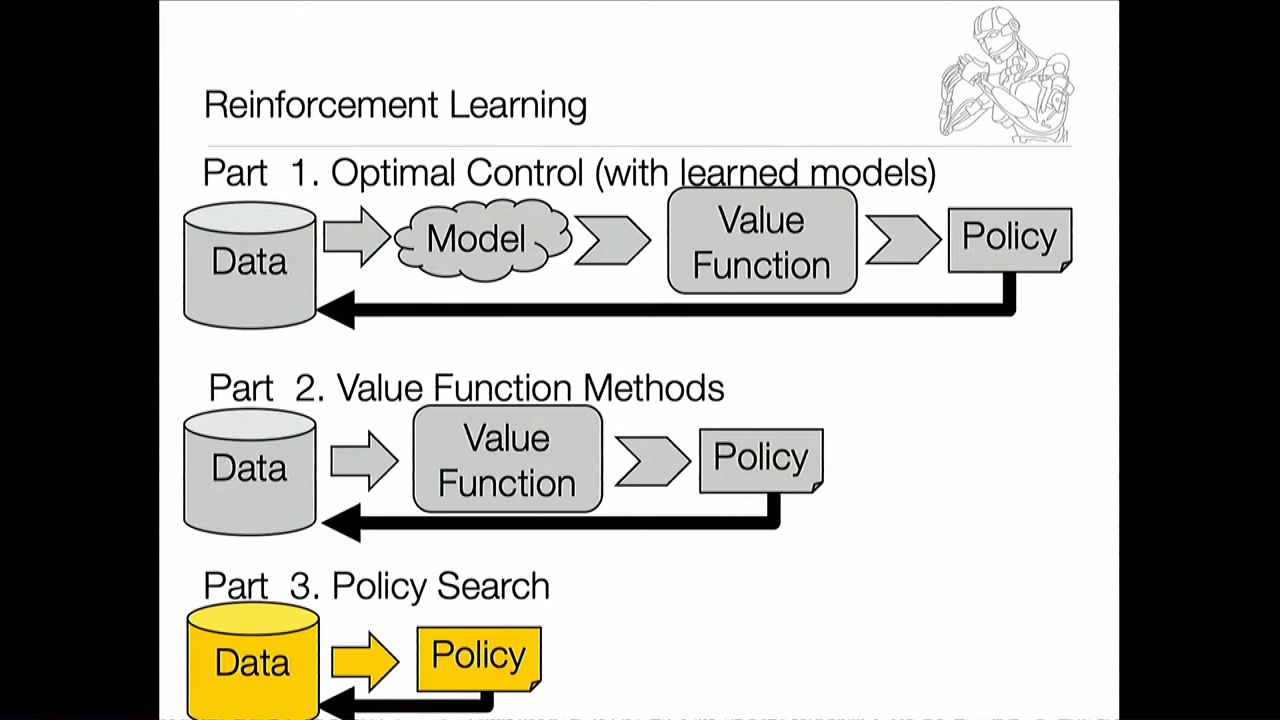 Reinforcement Learning
Part 1. Optimal Control (with learned models)
Data
Model
Value
Function
Policy
Part 2. Value Function Methods
Data
Value
Function
Policy
Part 3. Policy Search
Data
Policy